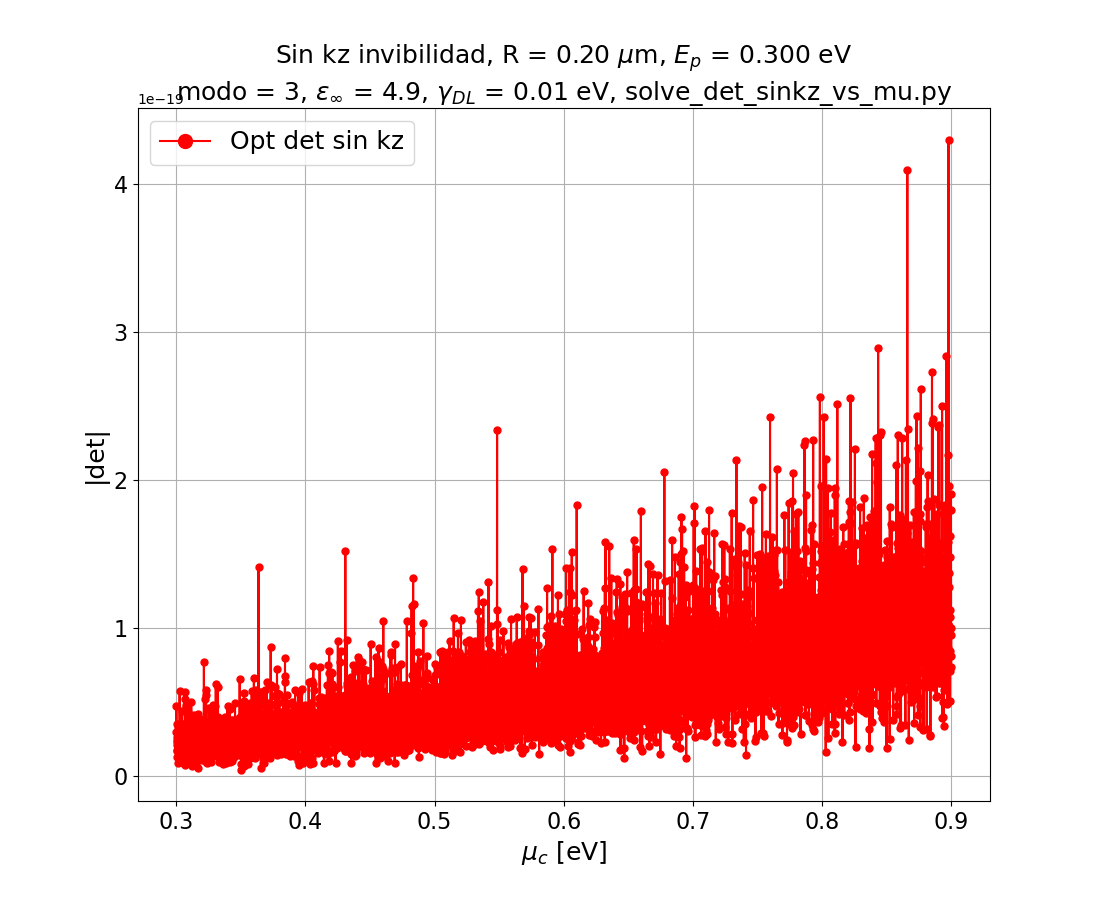 Sin kz invibilidad, R = 0.20 μm, $E_p$ = 0.300 eV
modo = 3, $ε_∞$ = 4.9, $γ_{DL}$ = 0.01 eV, solve_det_sinkz_vs_mu.py
1e−19
Opt det sin kz
4
3
2
1
0
|det|
0.3 0.4 0.5 0.6 0.7 0.8 0.9
$μ_c$ [eV]